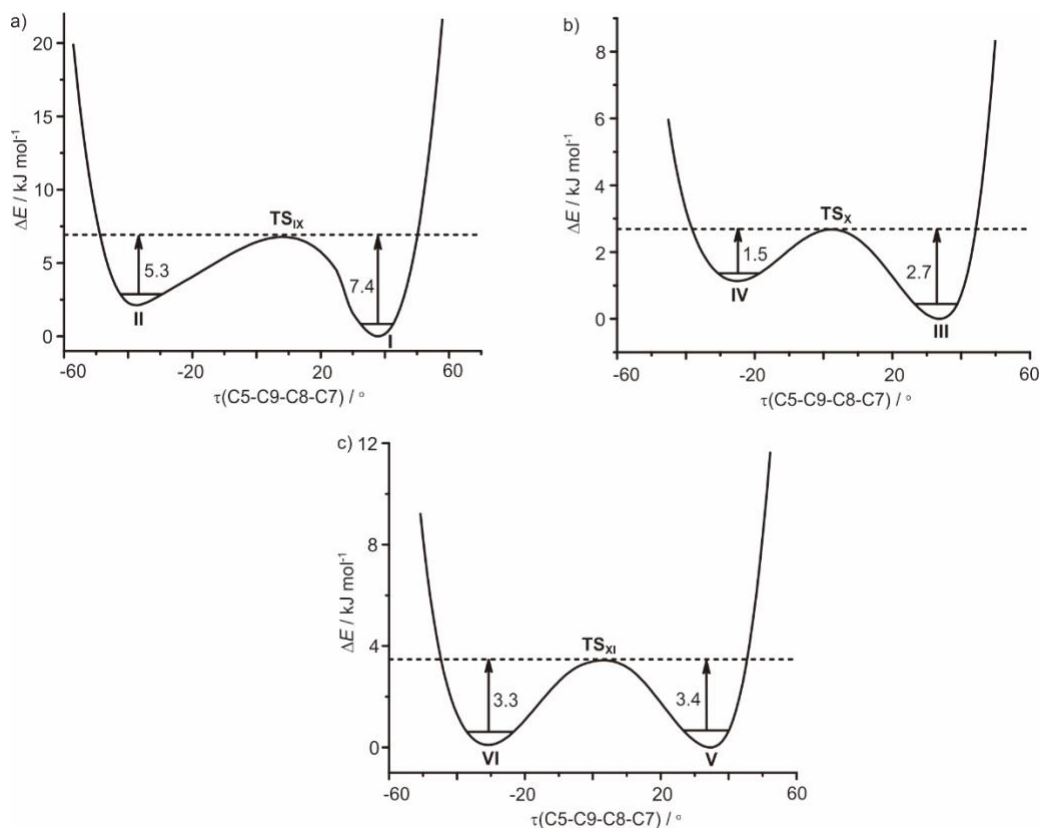 a)
20
15
10
5
0
ΔE / kJ mol⁻¹
TS_IX
5.3
7.4
II
I
-60 -20 20 60
τ(C5-C9-C8-C7) / °
b)
8
6
4
2
0
ΔE / kJ mol⁻¹
TS_X
1.5
2.7
IV
III
-60 -20 20 60
τ(C5-C9-C8-C7) / °
c)
12
8
4
0
ΔE / kJ mol⁻¹
TS_XI
3.3
3.4
VI
V
-60 -20 20 60
τ(C5-C9-C8-C7) / °